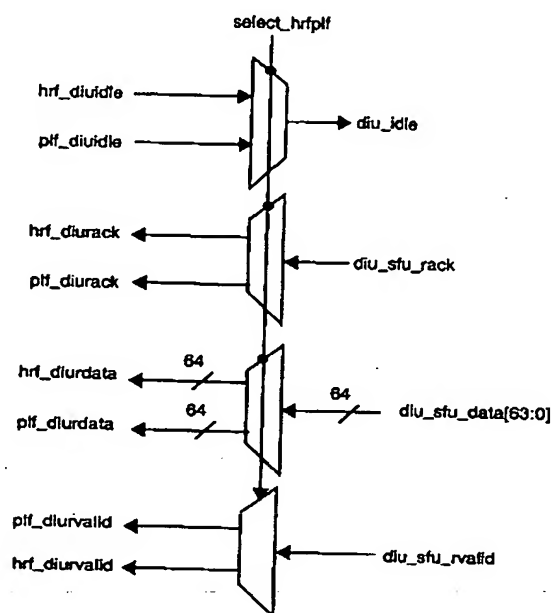 select_hrfplf
hrf_diuidle
plf_diuidle
diu_idle
hrf_diurack
plf_diurack
diu_sfu_rack
64
hrf_diurdata
64
plf_diurdata
64
diu_sfu_data[63:0]
plf_diurvalid
hrf_diurvalid
diu_sfu_rvalid